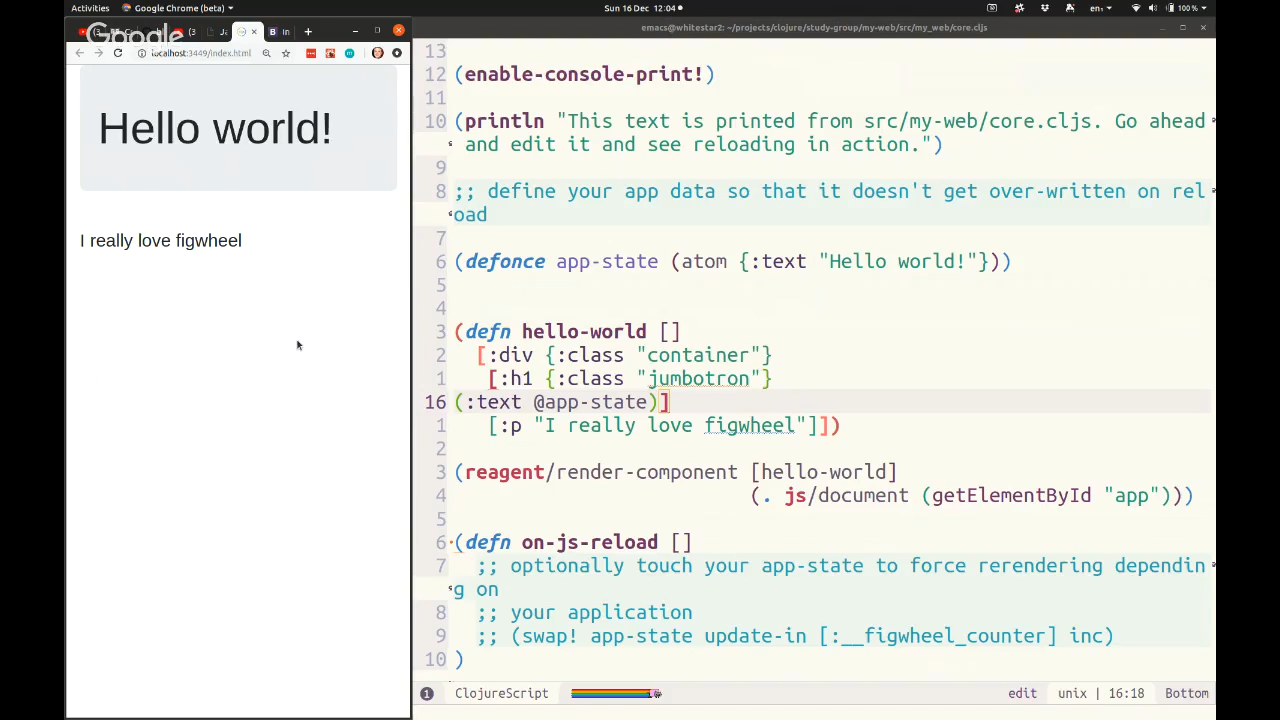 Activities Google Chrome (beta) Sun 16 Dec 12:04 en 100 %
Google
emacs@whitestar2: ~/projects/clojure/study-group/my-web/src/my_web/core.cljs
localhost:3449/index.html
Hello world!
I really love figwheel
13
12 (enable-console-print!)
11
10 (println "This text is printed from src/my-web/core.cljs. Go ahead
and edit it and see reloading in action.")
9
8 ;; define your app data so that it doesn't get over-written on rel
oad
7
6 (defonce app-state (atom {:text "Hello world!"}))
5
4
3 (defn hello-world []
2 [:div {:class "container"}
1 [:h1 {:class "jumbotron"}
16 (:text @app-state)]
1 [:p "I really love figwheel"]])
2
3 (reagent/render-component [hello-world]
4 (. js/document (getElementById "app")))
5
6 (defn on-js-reload []
7 ;; optionally touch your app-state to force rerendering dependin
g on
8 ;; your application
9 ;; (swap! app-state update-in [:__figwheel_counter] inc)
10 )
1 ClojureScript edit unix | 16:18 Bottom